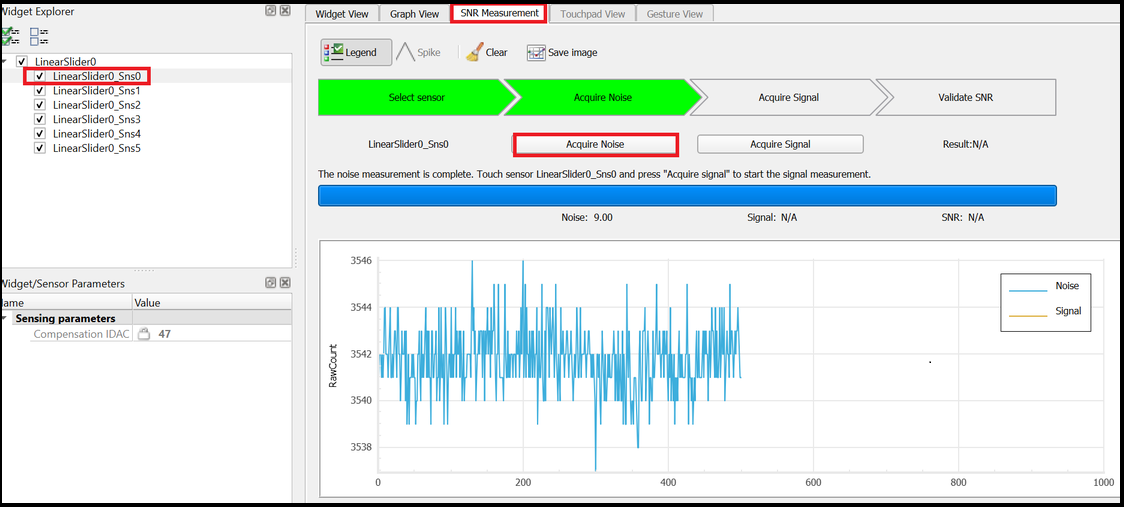 Widget Explorer
LinearSlider0
LinearSlider0_Sns0
LinearSlider0_Sns1
LinearSlider0_Sns2
LinearSlider0_Sns3
LinearSlider0_Sns4
LinearSlider0_Sns5
Widget/Sensor Parameters
Name Value
Sensing parameters
Compensation IDAC 47
Widget View Graph View SNR Measurement Touchpad View Gesture View
Legend Spike Clear Save image
Select sensor Acquire Noise Acquire Signal Validate SNR
LinearSlider0_Sns0 Acquire Noise Acquire Signal Result:N/A
The noise measurement is complete. Touch sensor LinearSlider0_Sns0 and press "Acquire signal" to start the signal measurement.
Noise: 9.00 Signal: N/A SNR: N/A
3546
3544
3542
3540
3538
RawCount
Noise
Signal
0 200 400 600 800 1000